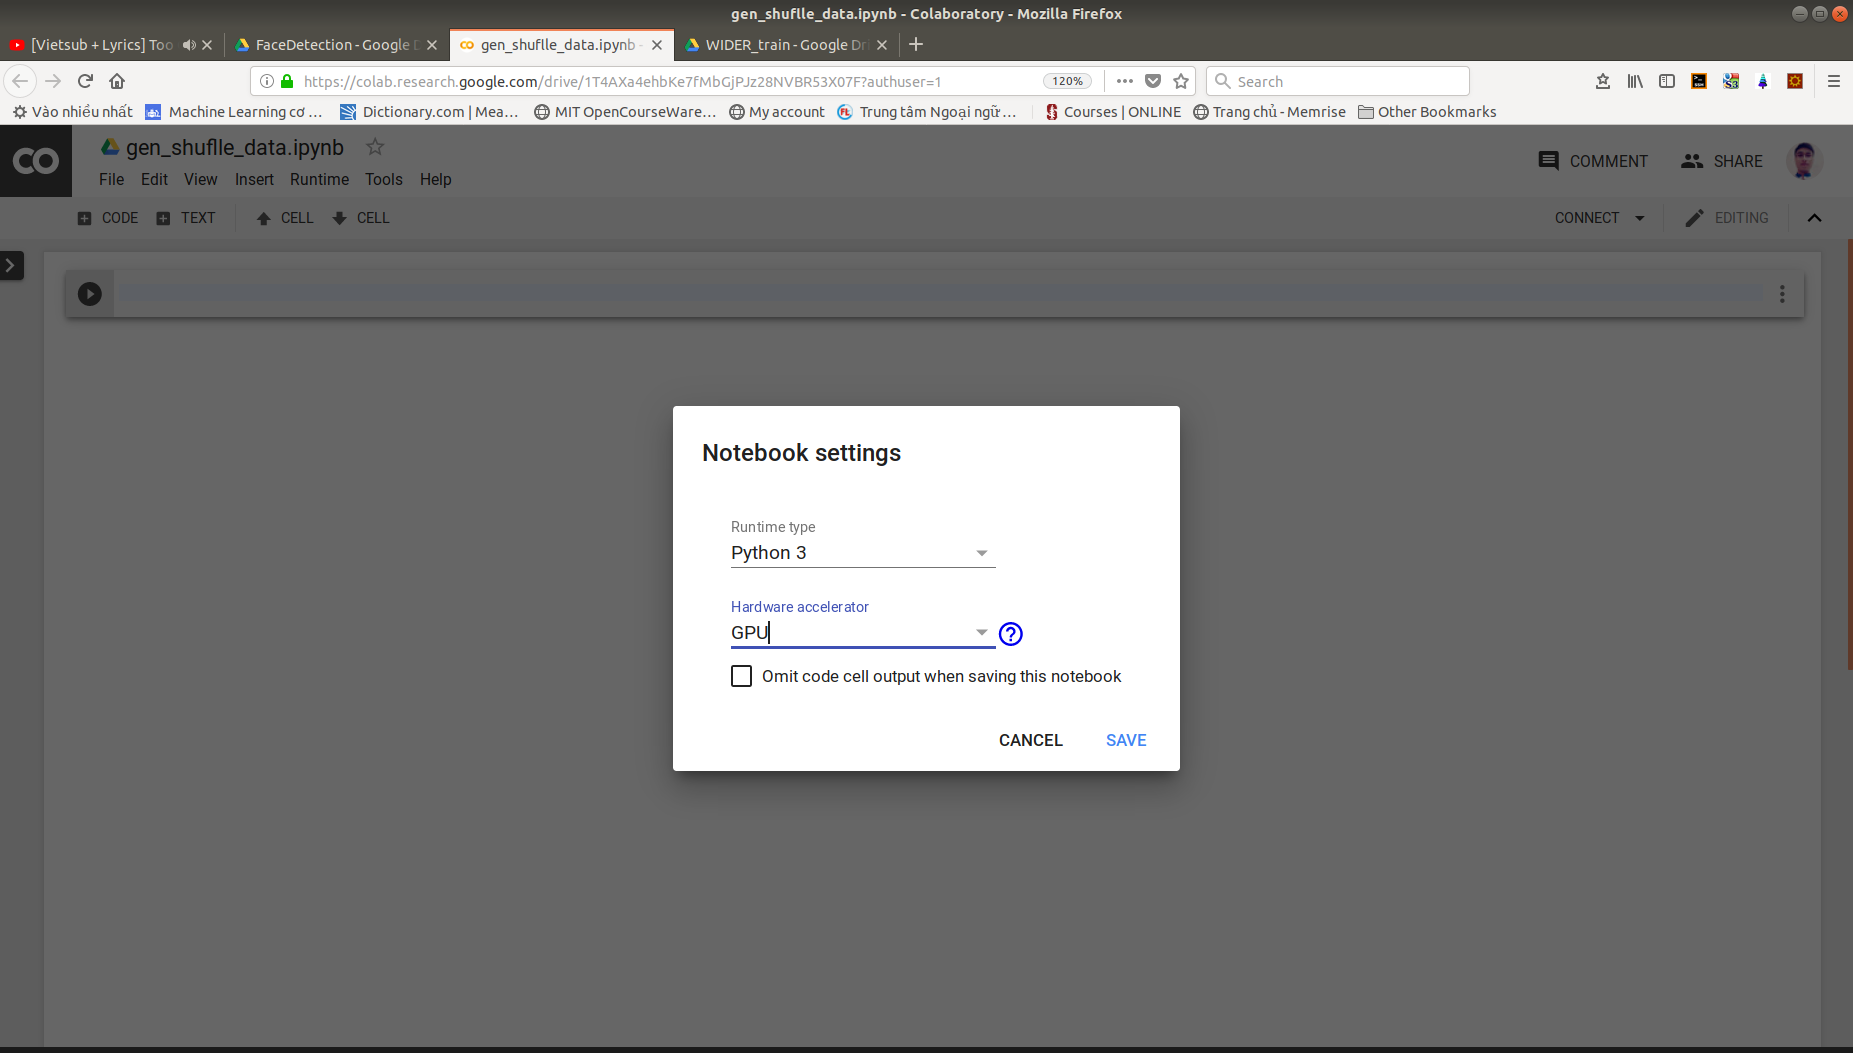 gen_shuflle_data.ipynb - Colaboratory - Mozilla Firefox
[Vietsub + Lyrics] Too
FaceDetection - Google D
gen_shuflle_data.ipynb -
WIDER_train - Google Dri
https://colab.research.google.com/drive/1T4AXa4ehbKe7fMbGjPJz28NVBR53X07F?authuser=1
120%
Search
Vào nhiều nhất
Machine Learning cơ ...
Dictionary.com | Mea...
MIT OpenCourseWare...
My account
Trung tâm Ngoại ngữ ...
Courses | ONLINE
Trang chủ - Memrise
Other Bookmarks
CO
gen_shuflle_data.ipynb
File Edit View Insert Runtime Tools Help
COMMENT
SHARE
CODE
TEXT
CELL
CELL
CONNECT
EDITING
Notebook settings
Runtime type
Python 3
Hardware accelerator
GPU
Omit code cell output when saving this notebook
CANCEL
SAVE